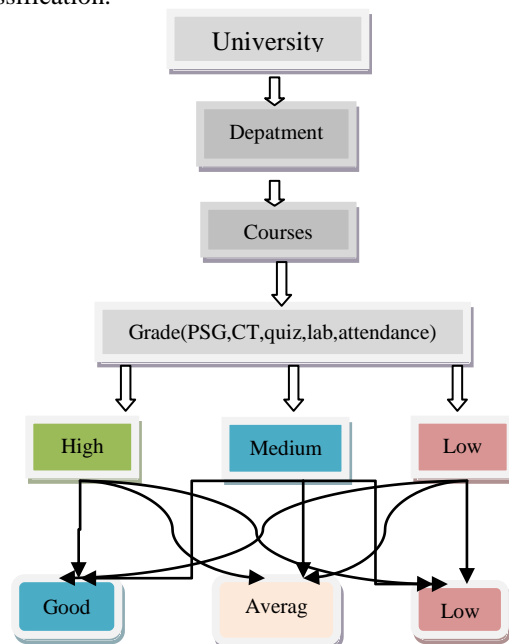 ssification.
University
Depatment
Courses
Grade(PSG,CT,quiz,lab,attendance)
High Medium Low
Good Averag Low